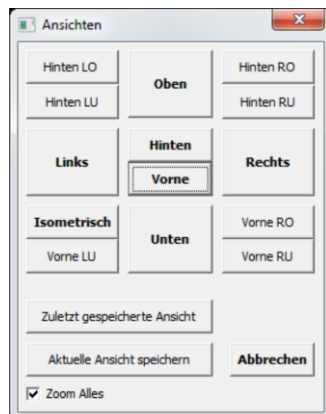 Ansichten
Hinten LO
Oben
Hinten RO
Hinten LU
Hinten RU
Links
Hinten
Rechts
Vorne
Isometrisch
Unten
Vorne RO
Vorne LU
Vorne RU
Zuletzt gespeicherte Ansicht
Aktuelle Ansicht speichern
Abbrechen
Zoom Alles